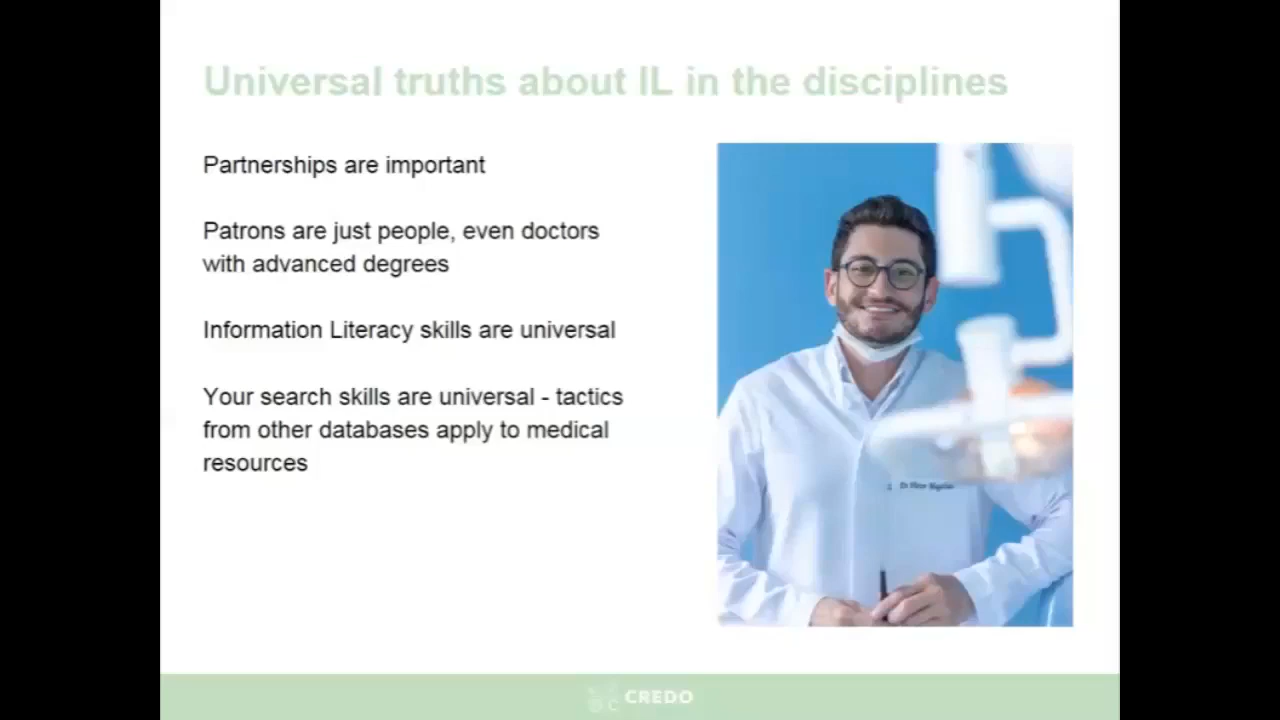 Universal truths about IL in the disciplines
Partnerships are important
Patrons are just people, even doctors
with advanced degrees
Information Literacy skills are universal
Your search skills are universal - tactics
from other databases apply to medical
resources
CREDO